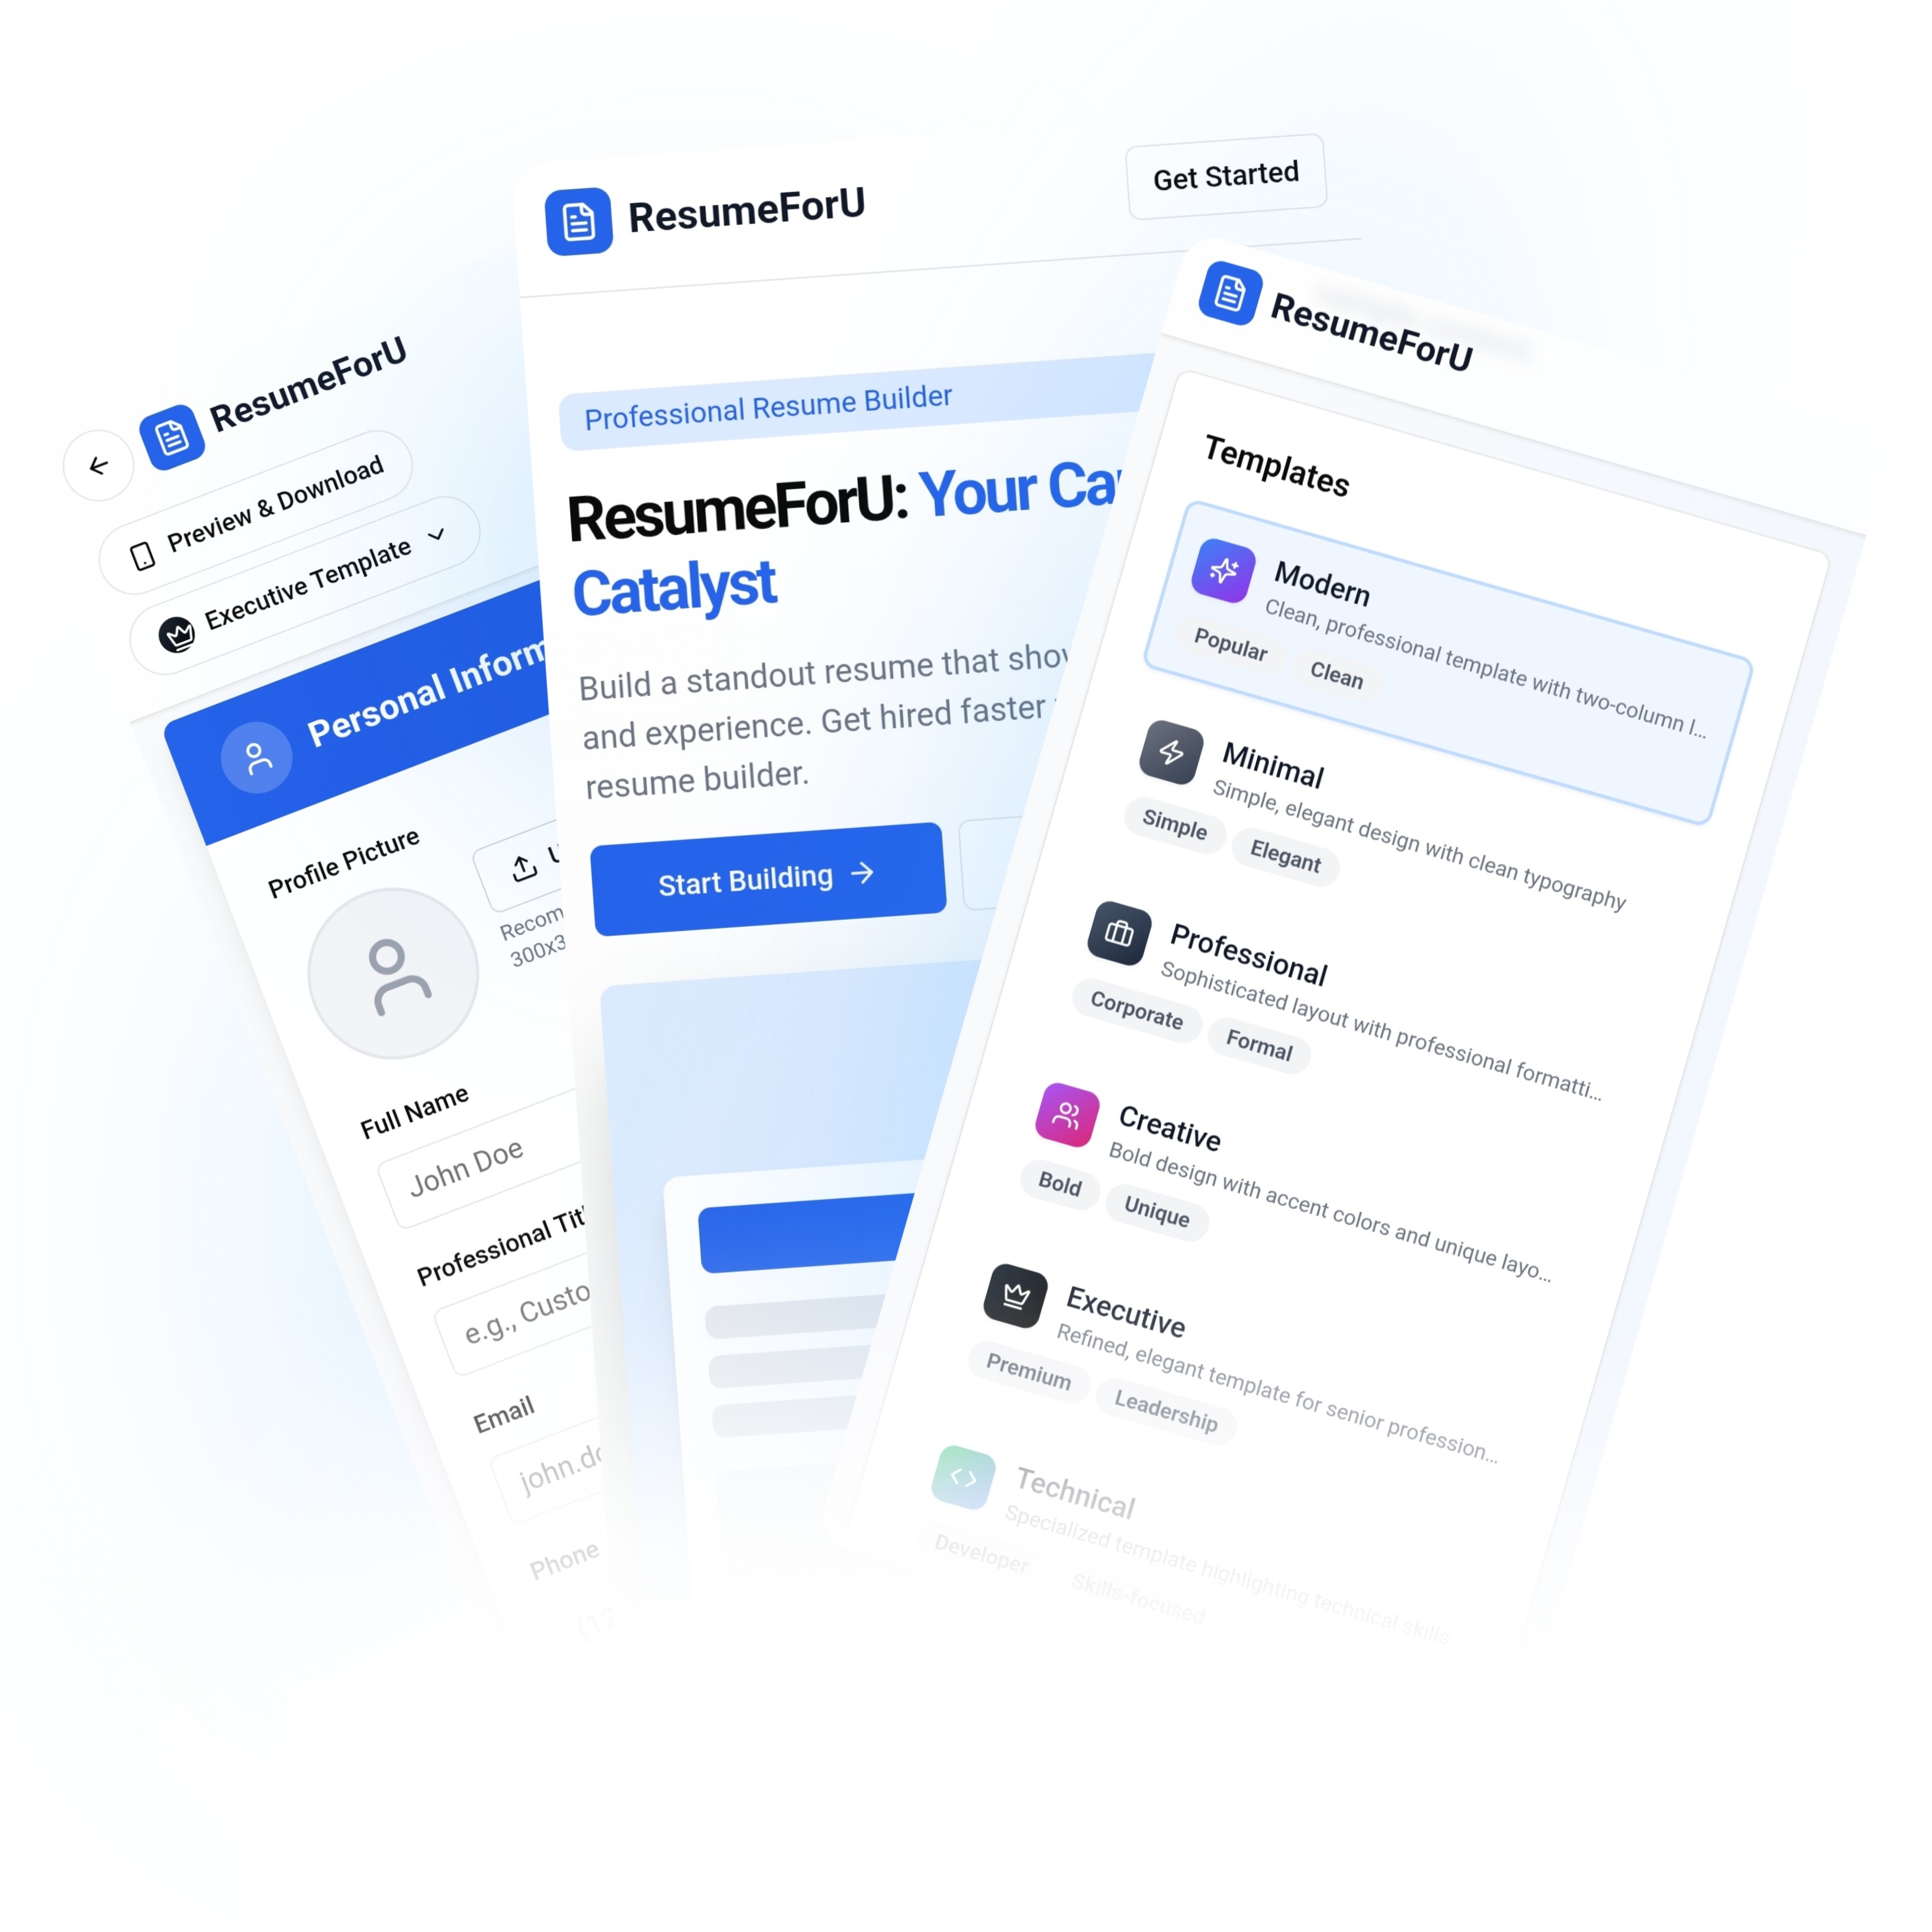 ResumeForU
Preview & Download
Executive Template
Personal Inform
Profile Picture
Recom
300x3
Full Name
John Doe
Professional Tit
e.g., Custo
Email
john.do
Phone
(12
ResumeForU
Get Started
Professional Resume Builder
ResumeForU: Your Car
Catalyst
Build a standout resume that show
and experience. Get hired faster
resume builder.
Start Building
ResumeForU
Templates
Modern
Clean, professional template with two-column l...
Popular
Clean
Minimal
Simple, elegant design with clean typography
Simple
Elegant
Professional
Sophisticated layout with professional formatti...
Corporate
Formal
Creative
Bold design with accent colors and unique layo...
Bold
Unique
Executive
Refined, elegant template for senior profession...
Premium
Leadership
Technical
Specialized template highlighting technical skills
Developer
Skills-focused